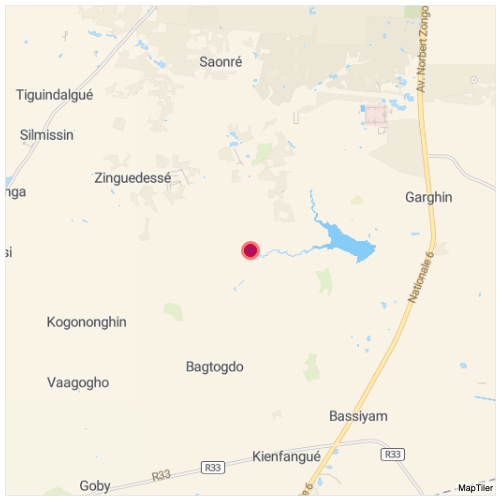 Saonré
Av. Norbert Zongo
Tiguindalgué
Silmissin
Zinguedessé
nga
Garghin
si
Nationale 6
Kogononghin
Bagtogdo
Vaagogho
Bassiyam
Kienfangué
R33
R33
R33
Goby
le 6
MapTiler